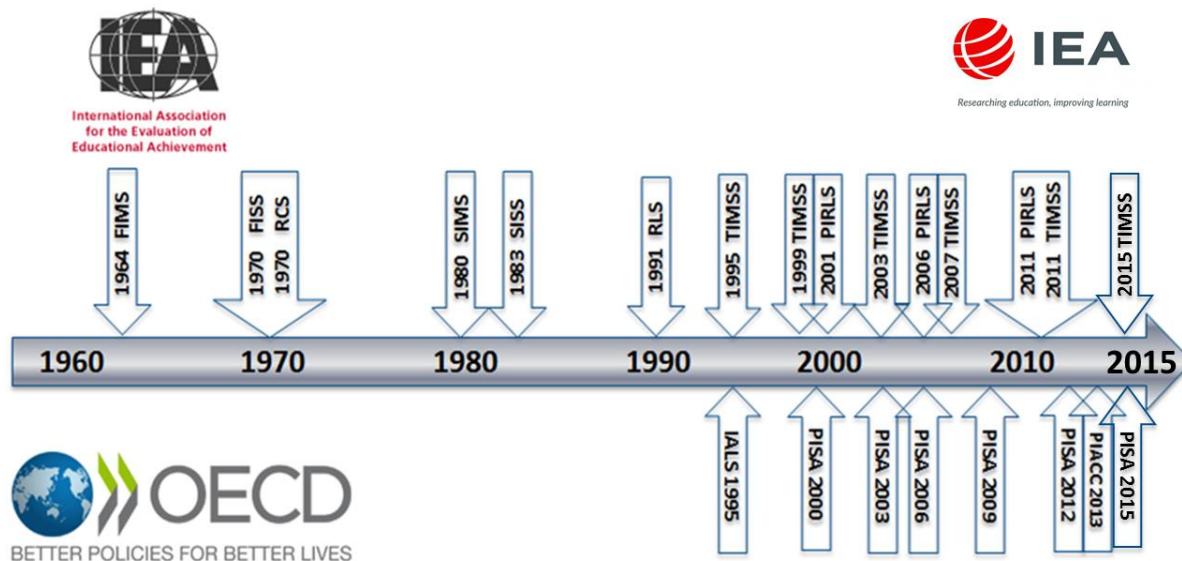 IEA
International Association
for the Evaluation of
Educational Achievement
IEA
Researching education, improving learning
1964 FIMS
1970 FISS
1970 RCS
1980 SIMS
1983 SISS
1991 RLS
1995 TIMSS
1999 TIMSS
2001 PIRLS
2003 TIMSS
2006 PIRLS
2007 TIMSS
2011 PIRLS
2011 TIMSS
2015 TIMSS
1960 1970 1980 1990 2000 2010 2015
IALS 1995
PISA 2000
PISA 2003
PISA 2006
PISA 2009
PISA 2012
PIACC 2013
PISA 2015
OECD
BETTER POLICIES FOR BETTER LIVES